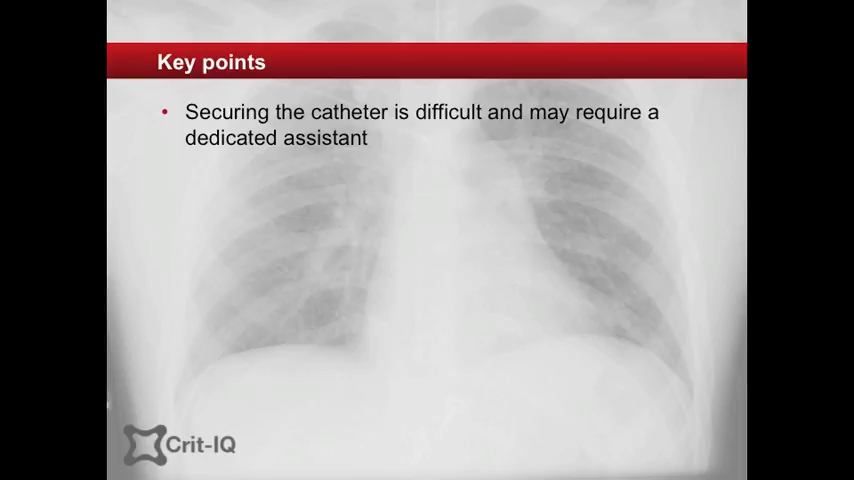 Key points
• Securing the catheter is difficult and may require a
dedicated assistant
Crit-IQ